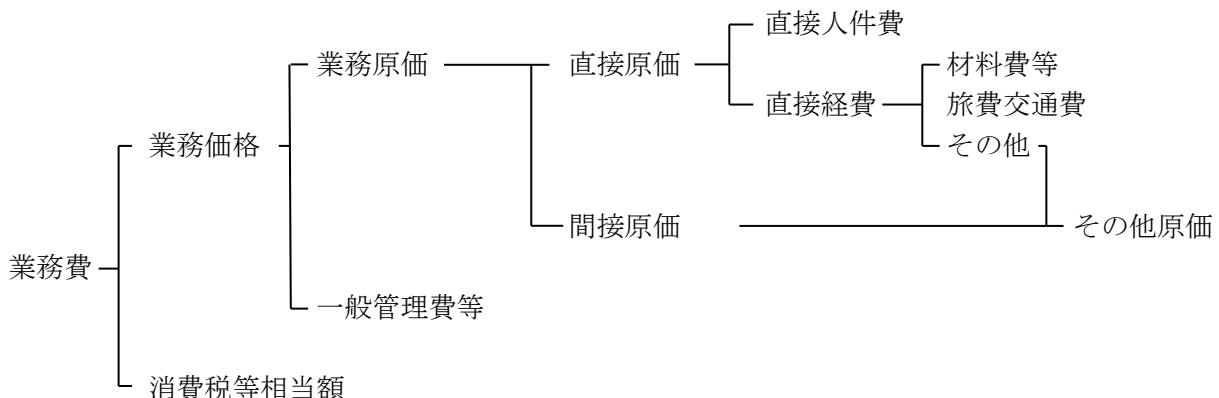 直接人件費
業務原価
直接原価
材料費等
直接経費
旅費交通費
業務価格
その他
間接原価
その他原価
業務費
一般管理費等
消費税等相当額